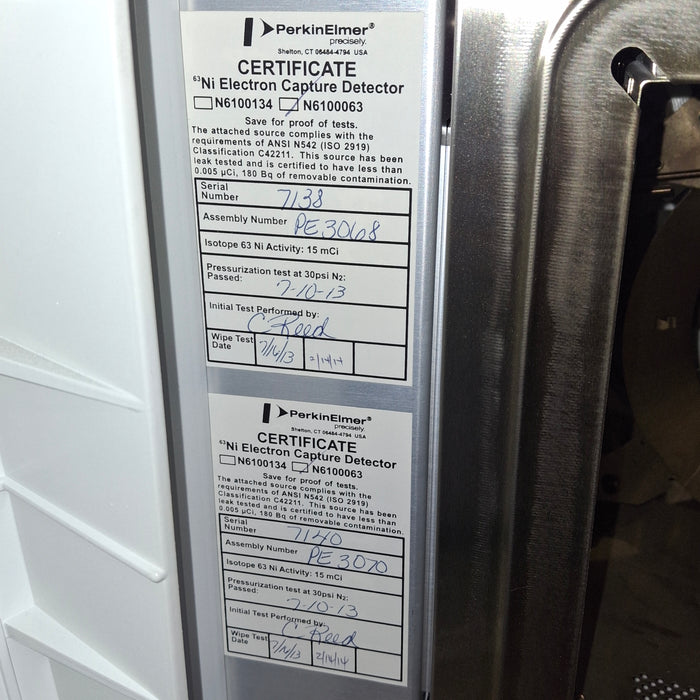 PerkinElmer®
precisely.
Shelton, CT 06484-4794 USA
CERTIFICATE
63Ni Electron Capture Detector
N6100134 N6100063
Save for proof of tests.
The attached source complies with the
requirements of ANSI N542 (ISO 2919)
Classification C42211. This source has been
leak tested and is certified to have less than
0.005 µCi, 180 Bq of removable contamination.
Serial
Number 7138
Assembly Number PE3068
Isotope 63 Ni Activity: 15 mCi
Pressurization test at 30psi N2:
Passed:
7-10-13
Initial Test Performed by:
C Reed
Wipe Test
Date 7/16/13 2/14/14
PerkinElmer®
precisely.
Shelton, CT 06484-4794 USA
CERTIFICATE
63Ni Electron Capture Detector
N6100134 N6100063
Save for proof of tests.
The attached source complies with the
requirements of ANSI N542 (ISO 2919)
Classification C42211. This source has been
leak tested and is certified to have less than
0.005 µCi, 180 Bq of removable contamination.
Serial
Number 7140
Assembly Number PE3070
Isotope 63 Ni Activity: 15 mCi
Pressurization test at 30psi N2:
Passed:
7-10-13
Initial Test Performed by:
C Reed
Wipe Test
Date 7/16/13 2/14/14